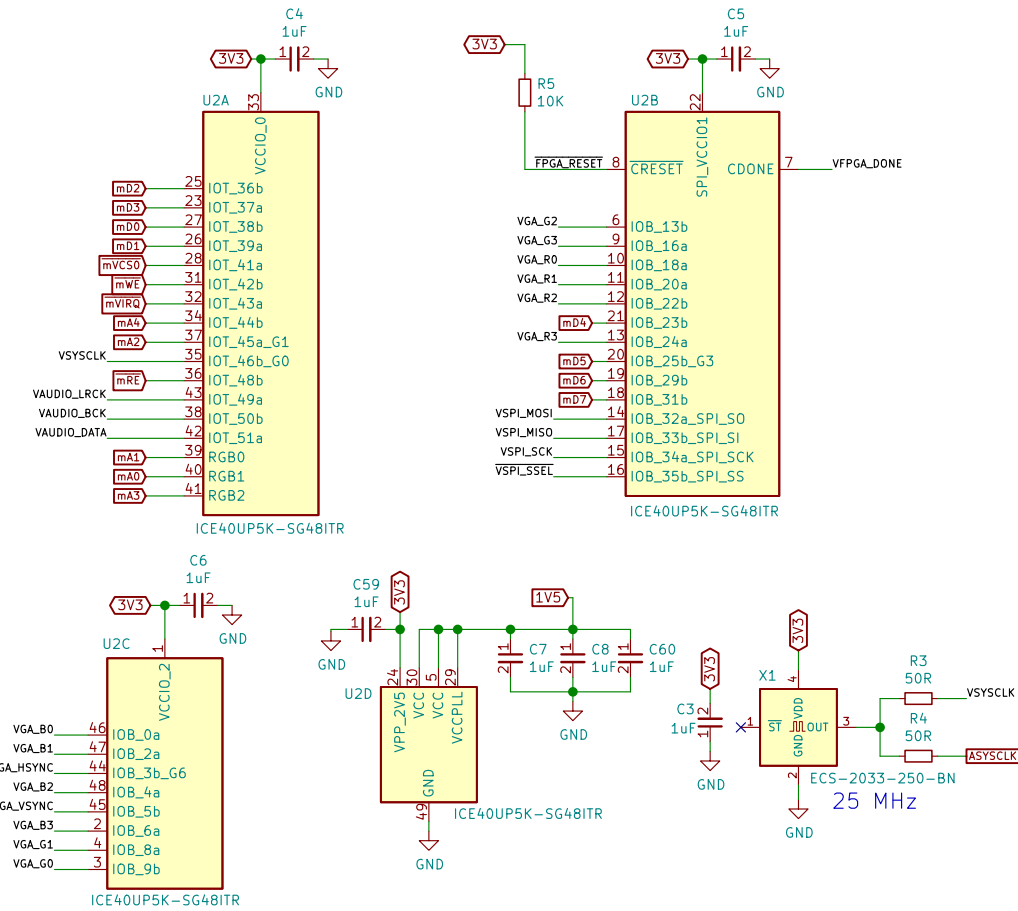 C4
1uF
3V3
1 2
GND
U2A
33
VCCIO_0
mD2 25 IOT_36b
mD3 23 IOT_37a
mD0 27 IOT_38b
mD1 26 IOT_39a
mVCS0 28 IOT_41a
mWE 31 IOT_42b
mVIRQ 32 IOT_43a
mA4 34 IOT_44b
mA2 37 IOT_45a_G1
VSYSCLK 35 IOT_46b_G0
mRE 36 IOT_48b
VAUDIO_LRCK 43 IOT_49a
VAUDIO_BCK 38 IOT_50b
VAUDIO_DATA 42 IOT_51a
mA1 39 RGB0
mA0 40 RGB1
mA3 41 RGB2
ICE40UP5K-SG48ITR
C5
1uF
3V3
3V3
1 2
GND
R5
10K
U2B
22
SPI_VCCIO1
FPGA_RESET 8 CRESET
CDONE 7 VFPGA_DONE
VGA_G2 6 IOB_13b
VGA_G3 9 IOB_16a
VGA_R0 10 IOB_18a
VGA_R1 11 IOB_20a
VGA_R2 12 IOB_22b
mD4 21 IOB_23b
VGA_R3 13 IOB_24a
mD5 20 IOB_25b_G3
mD6 19 IOB_29b
mD7 18 IOB_31b
VSPI_MOSI 14 IOB_32a_SPI_SO
VSPI_MISO 17 IOB_33b_SPI_SI
VSPI_SCK 15 IOB_34a_SPI_SCK
VSPI_SSEL 16 IOB_35b_SPI_SS
ICE40UP5K-SG48ITR
C6
1uF
3V3
1 2
GND
U2C
1
VCCIO_2
VGA_B0 46 IOB_0a
VGA_B1 47 IOB_2a
GA_HSYNC 44 IOB_3b_G6
VGA_B2 48 IOB_4a
GA_VSYNC 45 IOB_5b
VGA_B3 2 IOB_6a
VGA_G1 4 IOB_8a
VGA_G0 3 IOB_9b
ICE40UP5K-SG48ITR
C59
1uF
3V3
1 2
GND
1V5
C7
1uF
1
2
C8
1uF
1
2
C60
1uF
1
2
GND
U2D
24
30
5
29
VPP_2V5
VCC
VCC
VCCPLL
GND
49
ICE40UP5K-SG48ITR
GND
3V3
C3
1uF
2
1
GND
3V3
X1
4
VDD
1 ST
OUT 3
GND
2
ECS-2033-250-BN
25 MHz
GND
R3
50R
VSYSCLK
R4
50R
ASYSCLK